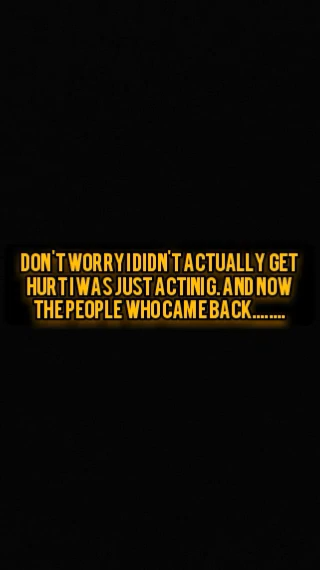 DON'T WORRY I DIDN'T ACTUALLY GET
HURT I WAS JUST ACTINIG. AND NOW
THE PEOPLE WHO CAME BACK........